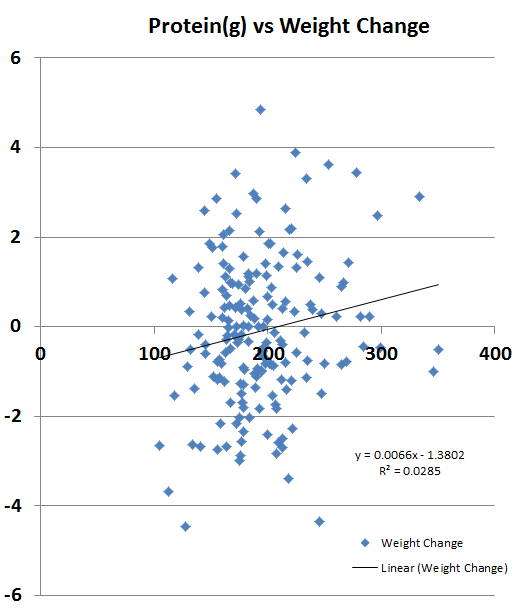 Protein(g) vs Weight Change
6
4
2
0
0 100 200 300 400
-2
y = 0.0066x - 1.3802
R² = 0.0285
-4
Weight Change
Linear (Weight Change)
-6